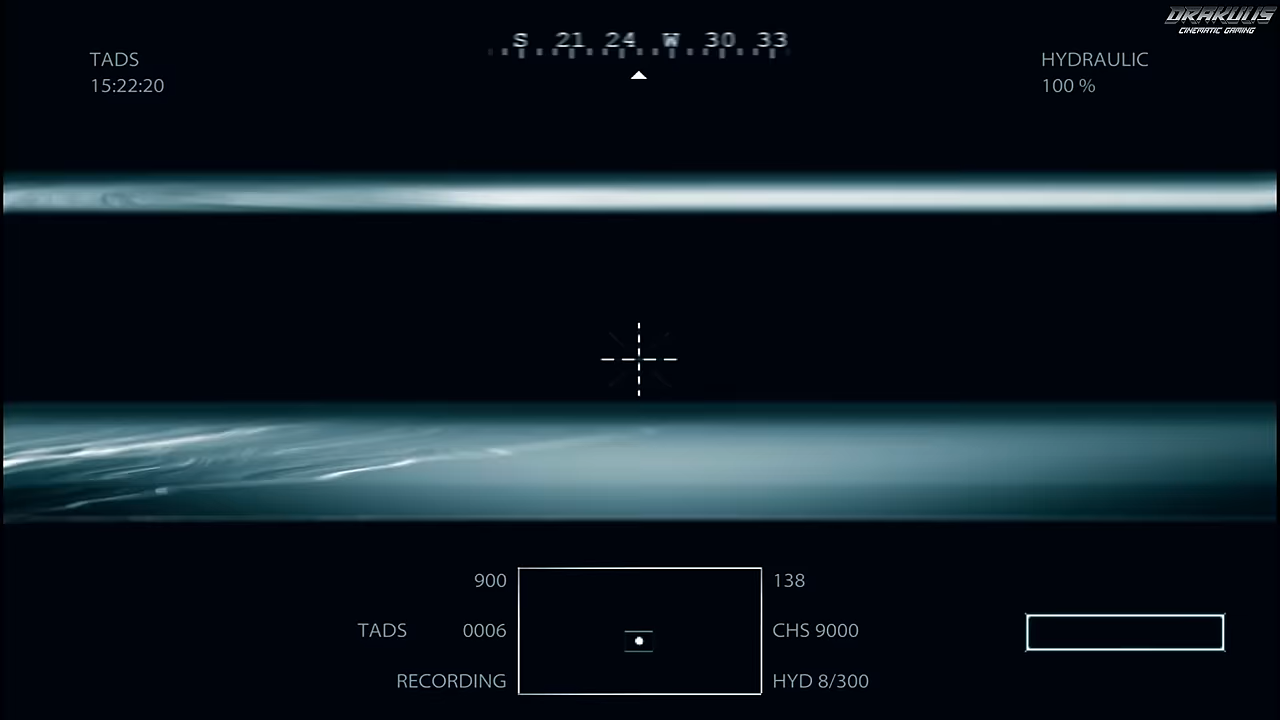 DRAKULIS
CINEMATIC GAMING
S 21 24 W 30 33
TADS
15:22:20
HYDRAULIC
100 %
900
138
TADS 0006
CHS 9000
RECORDING
HYD 8/300